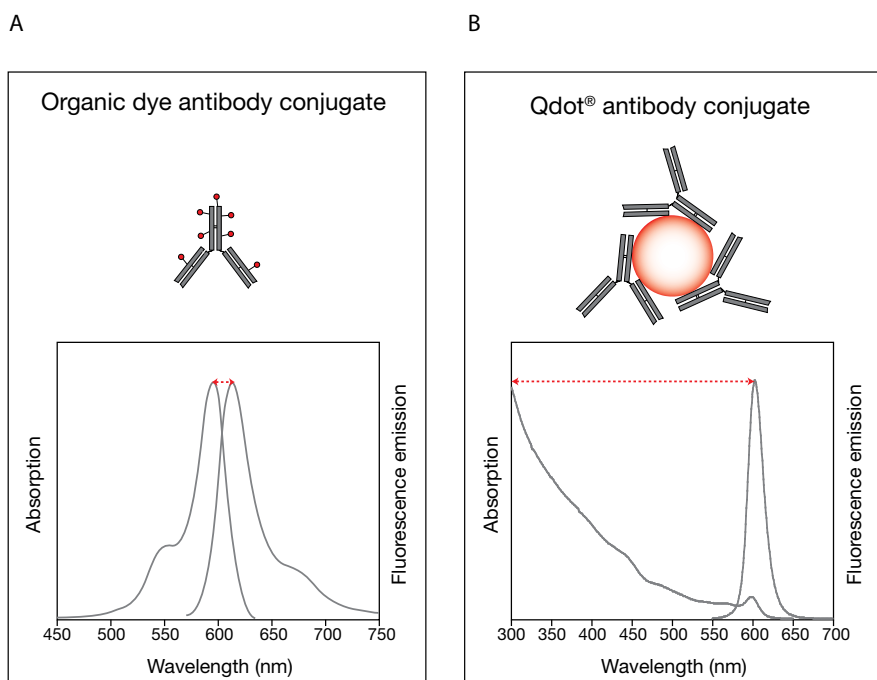 A
B
Organic dye antibody conjugate
Qdot® antibody conjugate
Absorption
Fluorescence emission
450 500 550 600 650 700 750
Wavelength (nm)
Absorption
Fluorescence emission
300 350 400 450 500 550 600 650 700
Wavelength (nm)